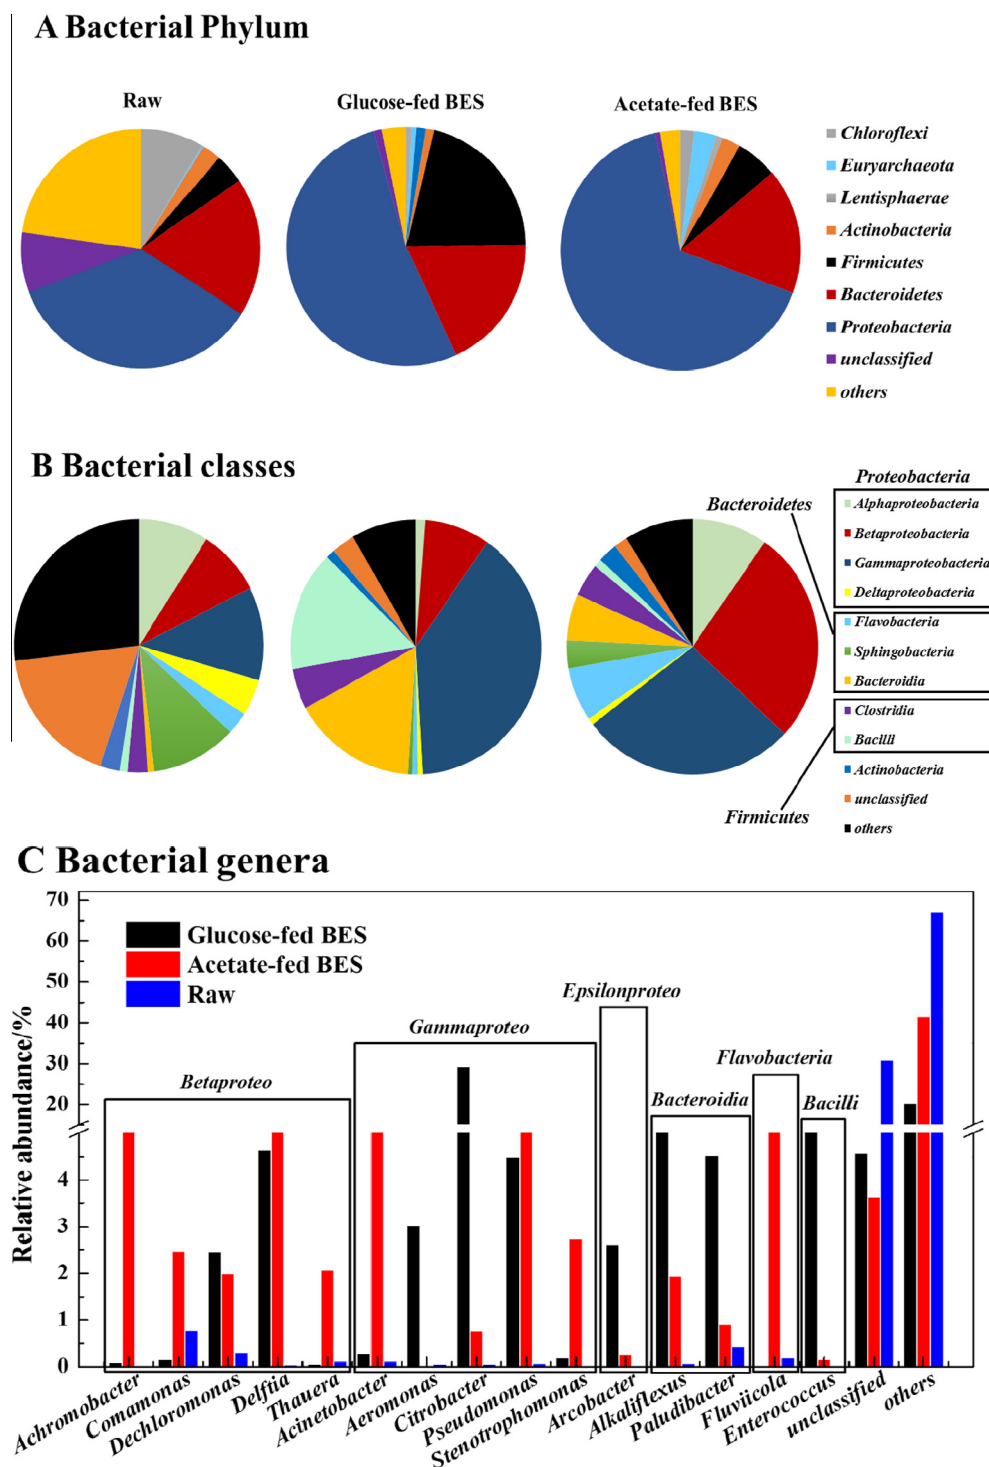 A Bacterial Phylum
Raw
Glucose-fed BES
Acetate-fed BES
Chloroflexi
Euryarchaeota
Lentisphaerae
Actinobacteria
Firmicutes
Bacteroidetes
Proteobacteria
unclassified
others
B Bacterial classes
Proteobacteria
Bacteroidetes
Alphaproteobacteria
Betaproteobacteria
Gammaproteobacteria
Deltaproteobacteria
Flavobacteria
Sphingobacteria
Bacteroidia
Clostridia
Bacilli
Actinobacteria
unclassified
Firmicutes
others
C Bacterial genera
Relative abundance/%
70
60
50
40
30
20
4
3
2
1
0
Glucose-fed BES
Acetate-fed BES
Raw
Betaproteo
Gammaproteo
Epsilonproteo
Bacteroidia
Flavobacteria
Bacilli
Achromobacter
Comamonas
Dechloromonas
Delftia
Thauera
Acinetobacter
Aeromonas
Citrobacter
Pseudomonas
Stenotrophomonas
Arcobacter
Alkaliflexus
Paludibacter
Fluviicola
Enterococcus
unclassified
others